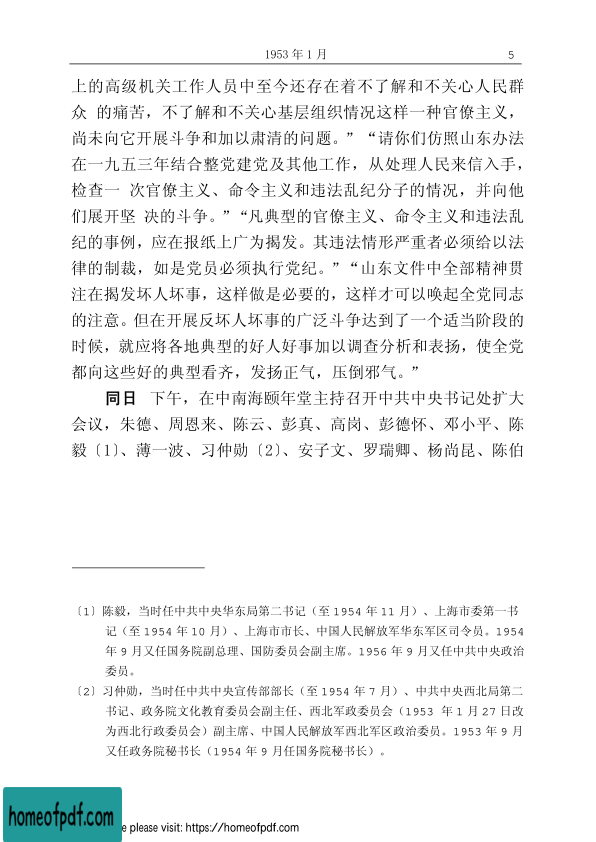 1953 年 1 月 5
上的高级机关工作人员中至今还存在着不了解和不关心人民群
众 的痛苦，不了解和不关心基层组织情况这样一种官僚主义，
尚未向它开展斗争和加以肃清的问题。”“请你们仿照山东办法
在一九五三年结合整党建党及其他工作，从处理人民来信入手，
检查一 次官僚主义、命令主义和违法乱纪分子的情况，并向他
们展开坚 决的斗争。”“凡典型的官僚主义、命令主义和违法乱
纪的事例，应在报纸上广为揭发。其违法情形严重者必须给以法
律的制裁，如是党员必须执行党纪。”“山东文件中全部精神贯
注在揭发坏人坏事，这样做是必要的，这样才可以唤起全党同志
的注意。但在开展反坏人坏事的广泛斗争达到了一个适当阶段的
时候，就应将各地典型的好人好事加以调查分析和表扬，使全党
都向这些好的典型看齐，发扬正气，压倒邪气。”
同日 下午，在中南海颐年堂主持召开中共中央书记处扩大
会议，朱德、周恩来、陈云、彭真、高岗、彭德怀、邓小平、陈
毅〔1〕、薄一波、习仲勋〔2〕、安子文、罗瑞卿、杨尚昆、陈伯
〔1〕陈毅，当时任中共中央华东局第二书记（至 1954 年 11 月）、上海市委第一书
记（至 1954 年 10 月）、上海市市长、中国人民解放军华东军区司令员。1954
年 9 月又任国务院副总理、国防委员会副主席。1956 年 9 月又任中共中央政治
委员。
〔2〕习仲勋，当时任中共中央宣传部部长（至 1954 年 7 月）、中共中央西北局第二
书记、政务院文化教育委员会副主任、西北军政委员会（1953 年 1 月 27 日改
为西北行政委员会）副主席、中国人民解放军西北军区政治委员。1953 年 9 月
又任政务院秘书长（1954 年 9 月任国务院秘书长）。
homeofpdf.com
e please visit: https://homeofpdf.com